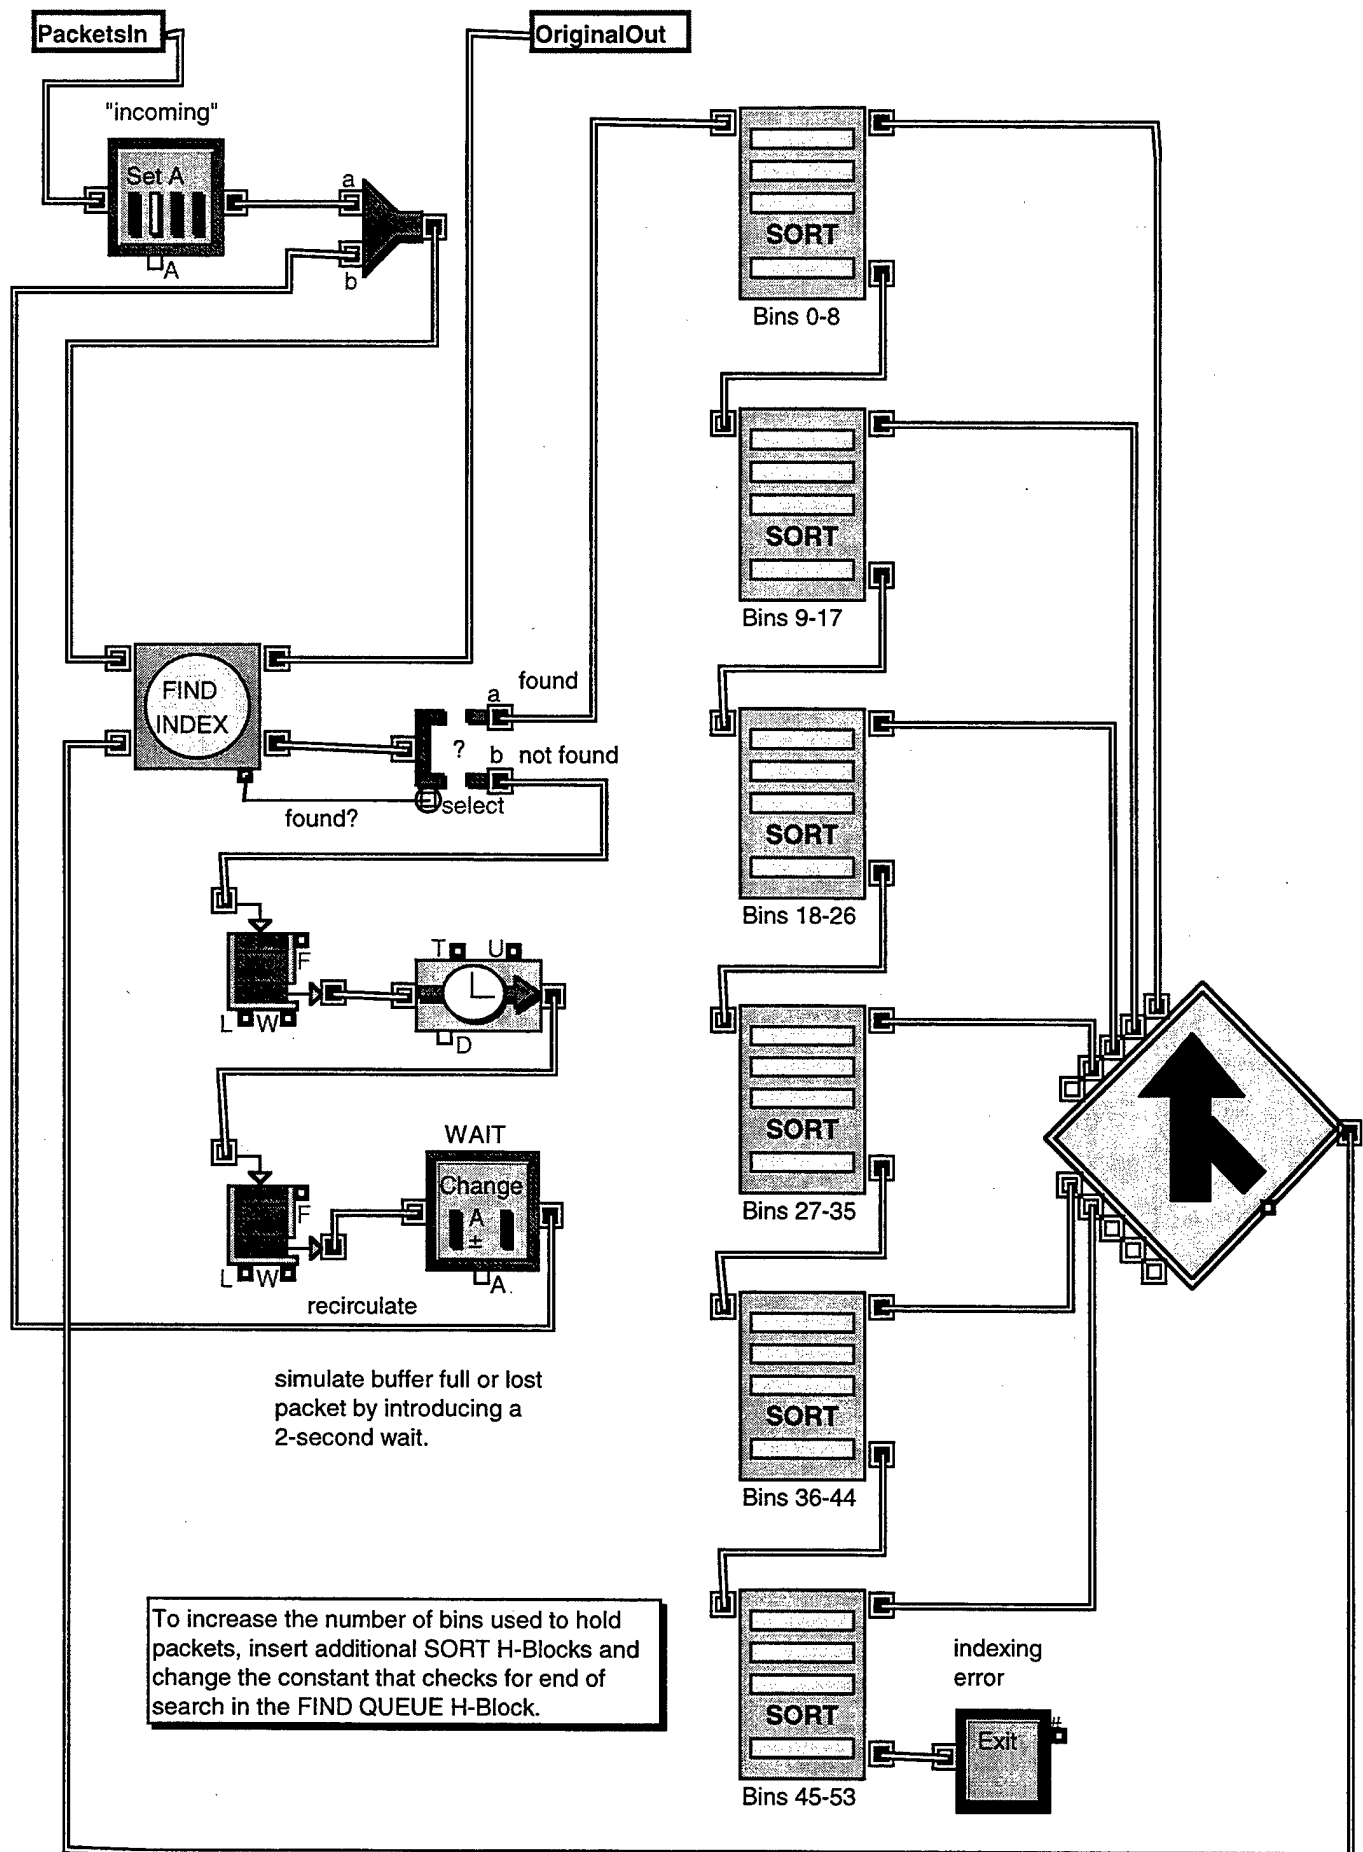 PacketsIn
OriginalOut
"incoming"
Set A
A
a
b
SORT
Bins 0-8
SORT
Bins 9-17
FIND
INDEX
found?
a
found
?
b not found
select
SORT
Bins 18-26
F
L W
T U
D
SORT
Bins 27-35
WAIT
Change
A
±
A
F
L W
recirculate
simulate buffer full or lost
packet by introducing a
2-second wait.
SORT
Bins 36-44
To increase the number of bins used to hold
packets, insert additional SORT H-Blocks and
change the constant that checks for end of
search in the FIND QUEUE H-Block.
SORT
Bins 45-53
indexing
error
Exit
#